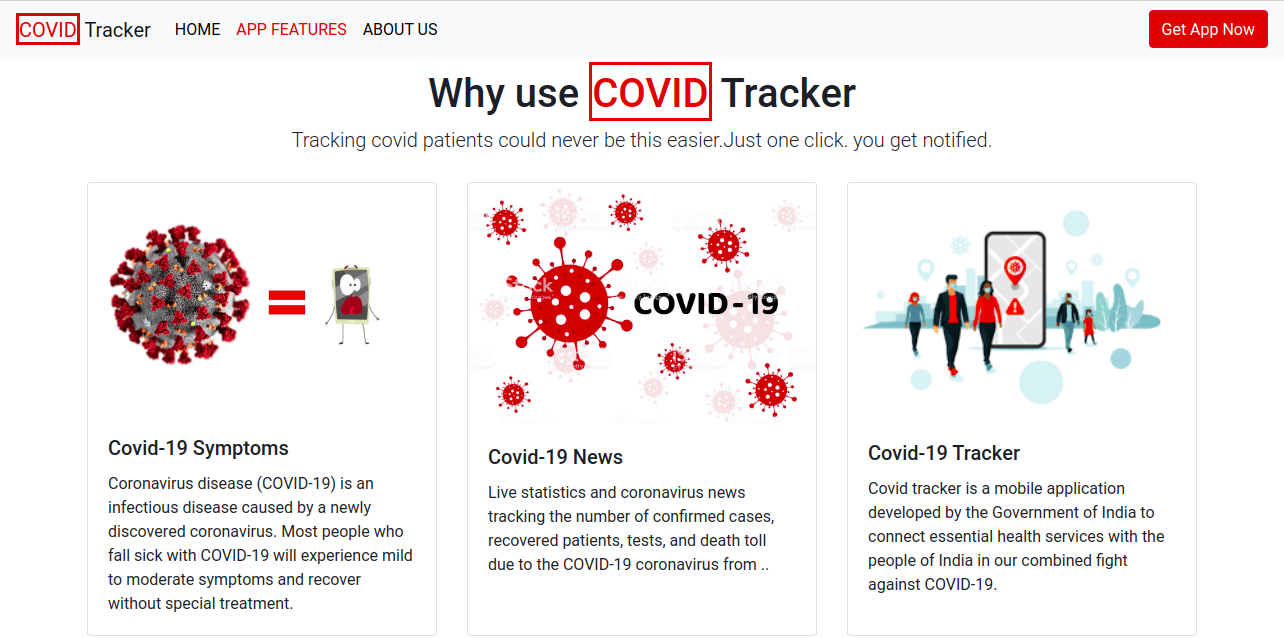 COVID Tracker HOME APP FEATURES ABOUT US Get App Now
Why use COVID Tracker
Tracking covid patients could never be this easier.Just one click. you get notified.
COVID-19
Covid-19 Symptoms
Coronavirus disease (COVID-19) is an
infectious disease caused by a newly
discovered coronavirus. Most people who
fall sick with COVID-19 will experience mild
to moderate symptoms and recover
without special treatment.
Covid-19 News
Live statistics and coronavirus news
tracking the number of confirmed cases,
recovered patients, tests, and death toll
due to the COVID-19 coronavirus from ..
Covid-19 Tracker
Covid tracker is a mobile application
developed by the Government of India to
connect essential health services with the
people of India in our combined fight
against COVID-19.